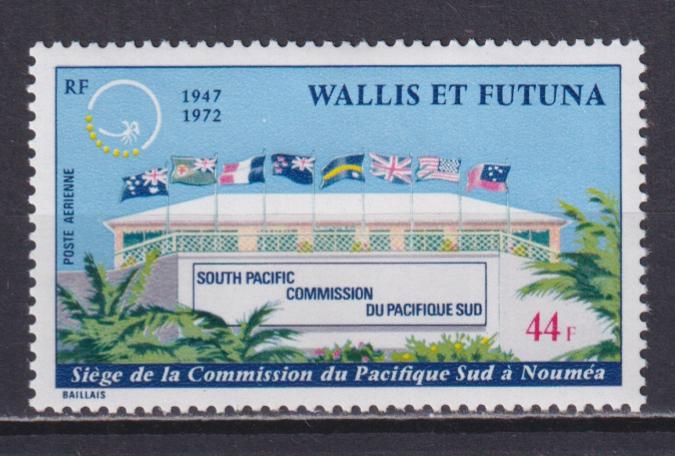 RF
1947
1972
WALLIS ET FUTUNA
POSTE AERIENNE
SOUTH PACIFIC
COMMISSION
DU PACIFIQUE SUD
44F
Siège de la Commission du Pacifique Sud à Nouméa
BAILLAIS